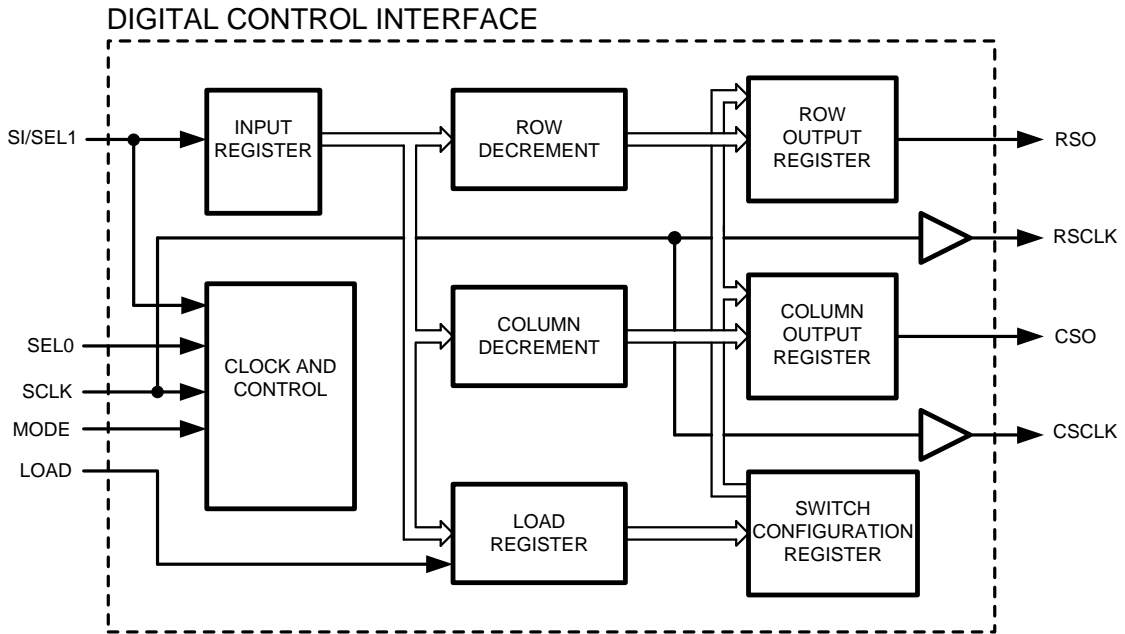 DIGITAL CONTROL INTERFACE
SI/SEL1
INPUT
REGISTER
ROW
DECREMENT
ROW
OUTPUT
REGISTER
RSO
RSCLK
SEL0
SCLK
MODE
LOAD
CLOCK AND
CONTROL
COLUMN
DECREMENT
COLUMN
OUTPUT
REGISTER
CSO
CSCLK
LOAD
REGISTER
SWITCH
CONFIGURATION
REGISTER